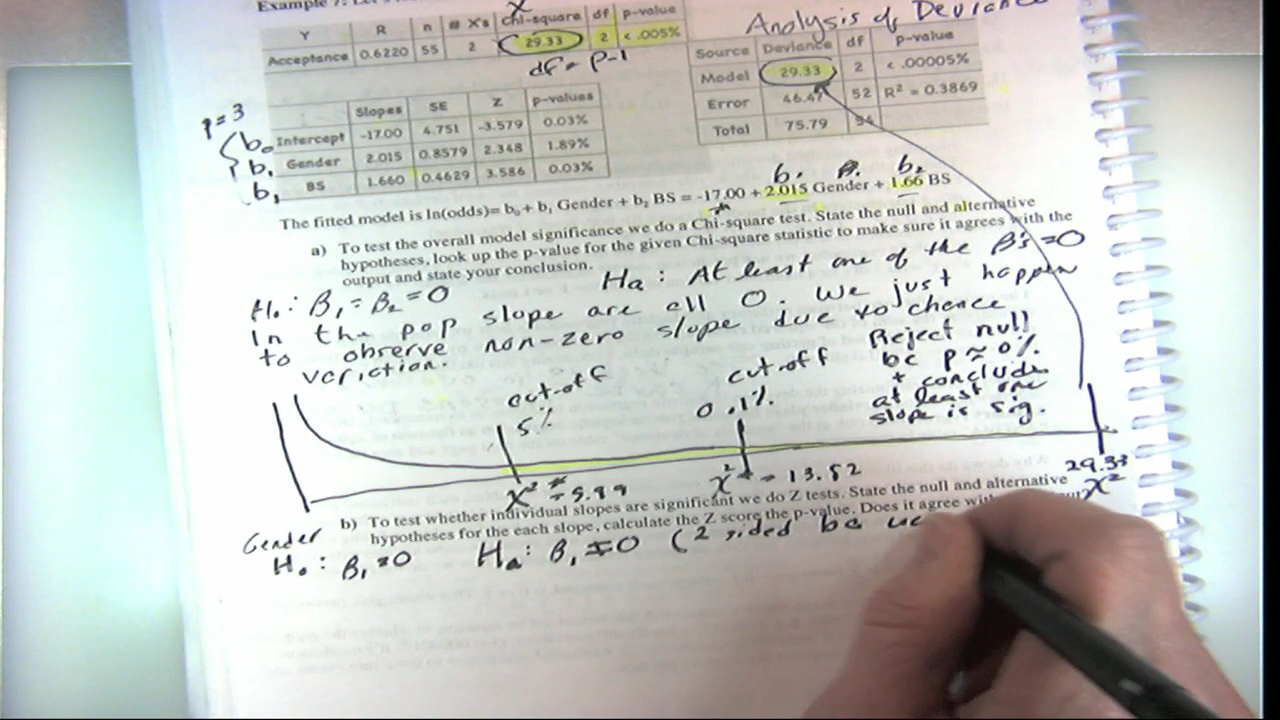 Example 7:
χ
Y R n # X's Chi-square df p-value
Acceptance 0.6220 55 2 29.33 2 < .005%
df = p-1
Analysis of Deviance
Source Deviance df p-value
Model 29.33 2 < .00005%
Error 46.47 52 R² = 0.3869
Total 75.79 54
p = 3
Slopes SE Z p-values
b₀ Intercept -17.00 4.751 -3.579 0.03%
b₁ Gender 2.015 0.8579 2.348 1.89%
b₁ BS 1.660 0.4629 3.586 0.03%
b₁ b₂
The fitted model is ln(odds)= b₀ + b₁ Gender + b₂ BS = -17.00 + 2.015 Gender + 1.66 BS
a) To test the overall model significance we do a Chi-square test. State the null and alternative
hypotheses, look up the p-value for the given Chi-square statistic to make sure it agrees with the
output and state your conclusion.
H₀: β₁ = β₂ = 0
Ha: At least one of the β's ≠ 0
In the pop slope are all 0. We just happen
to observe non-zero slope due to chance
variction.
Reject null
bc p ≈ 0%.
+ conclude
at least one
slope is sig.
cut-off
5%
cut-off
0.1%
χ² = 5.99
χ² = 13.82
29.33
χ²
b) To test whether individual slopes are significant we do Z tests. State the null and alternative
hypotheses for the each slope, calculate the Z score the p-value. Does it agree with
Gender
H₀: β₁ = 0 Ha: β₁ ≠ 0 (2 sided bc